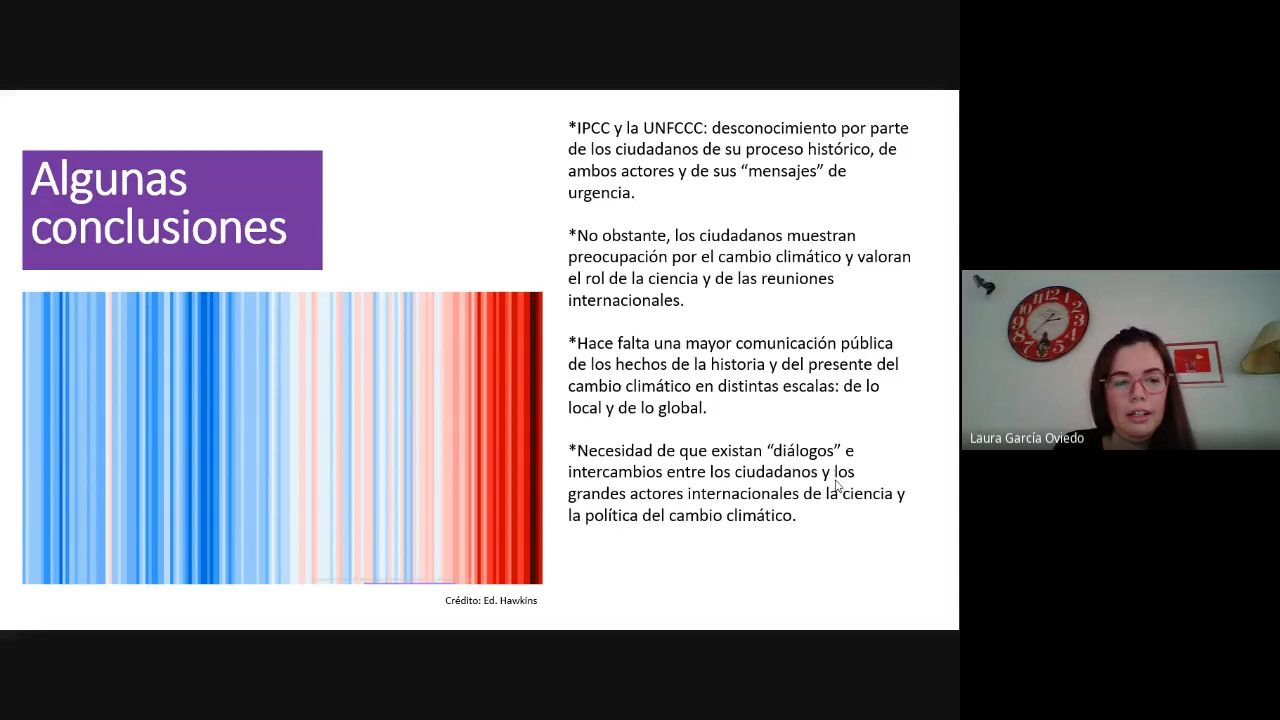 Algunas
conclusiones
*IPCC y la UNFCCC: desconocimiento por parte
de los ciudadanos de su proceso histórico, de
ambos actores y de sus “mensajes” de
urgencia.
*No obstante, los ciudadanos muestran
preocupación por el cambio climático y valoran
el rol de la ciencia y de las reuniones
internacionales.
*Hace falta una mayor comunicación pública
de los hechos de la historia y del presente del
cambio climático en distintas escalas: de lo
local y de lo global.
*Necesidad de que existan “diálogos” e
intercambios entre los ciudadanos y los
grandes actores internacionales de la ciencia y
la política del cambio climático.
Crédito: Ed. Hawkins
Laura García Oviedo